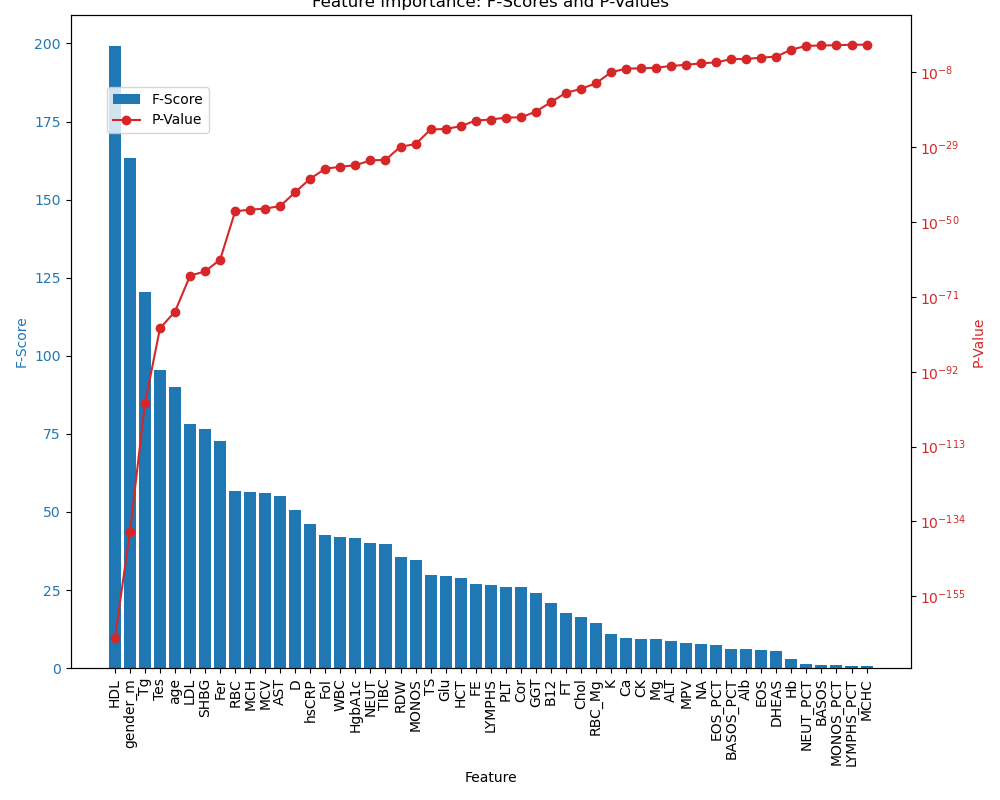 Feature Importance: F-Scores and P-Values
200
175
150
125
100
75
50
25
0
F-Score
F-Score
P-Value
10^-8
10^-29
10^-50
10^-71
10^-92
10^-113
10^-134
10^-155
P-Value
HDL
gender_m
Tg
Tes
age
LDL
SHBG
Fer
RBC
MCH
MCV
AST
D
hsCRP
Fol
WBC
HgbA1c
NEUT
TIBC
RDW
MONOS
TS
Glu
HCT
FE
LYMPHS
PLT
Cor
GGT
B12
FT
Chol
RBC_Mg
K
Ca
CK
Mg
ALT
MPV
NA
EOS_PCT
BASOS_PCT
Alb
EOS
DHEAS
Hb
NEUT_PCT
BASOS
MONOS_PCT
LYMPHS_PCT
MCHC
Feature